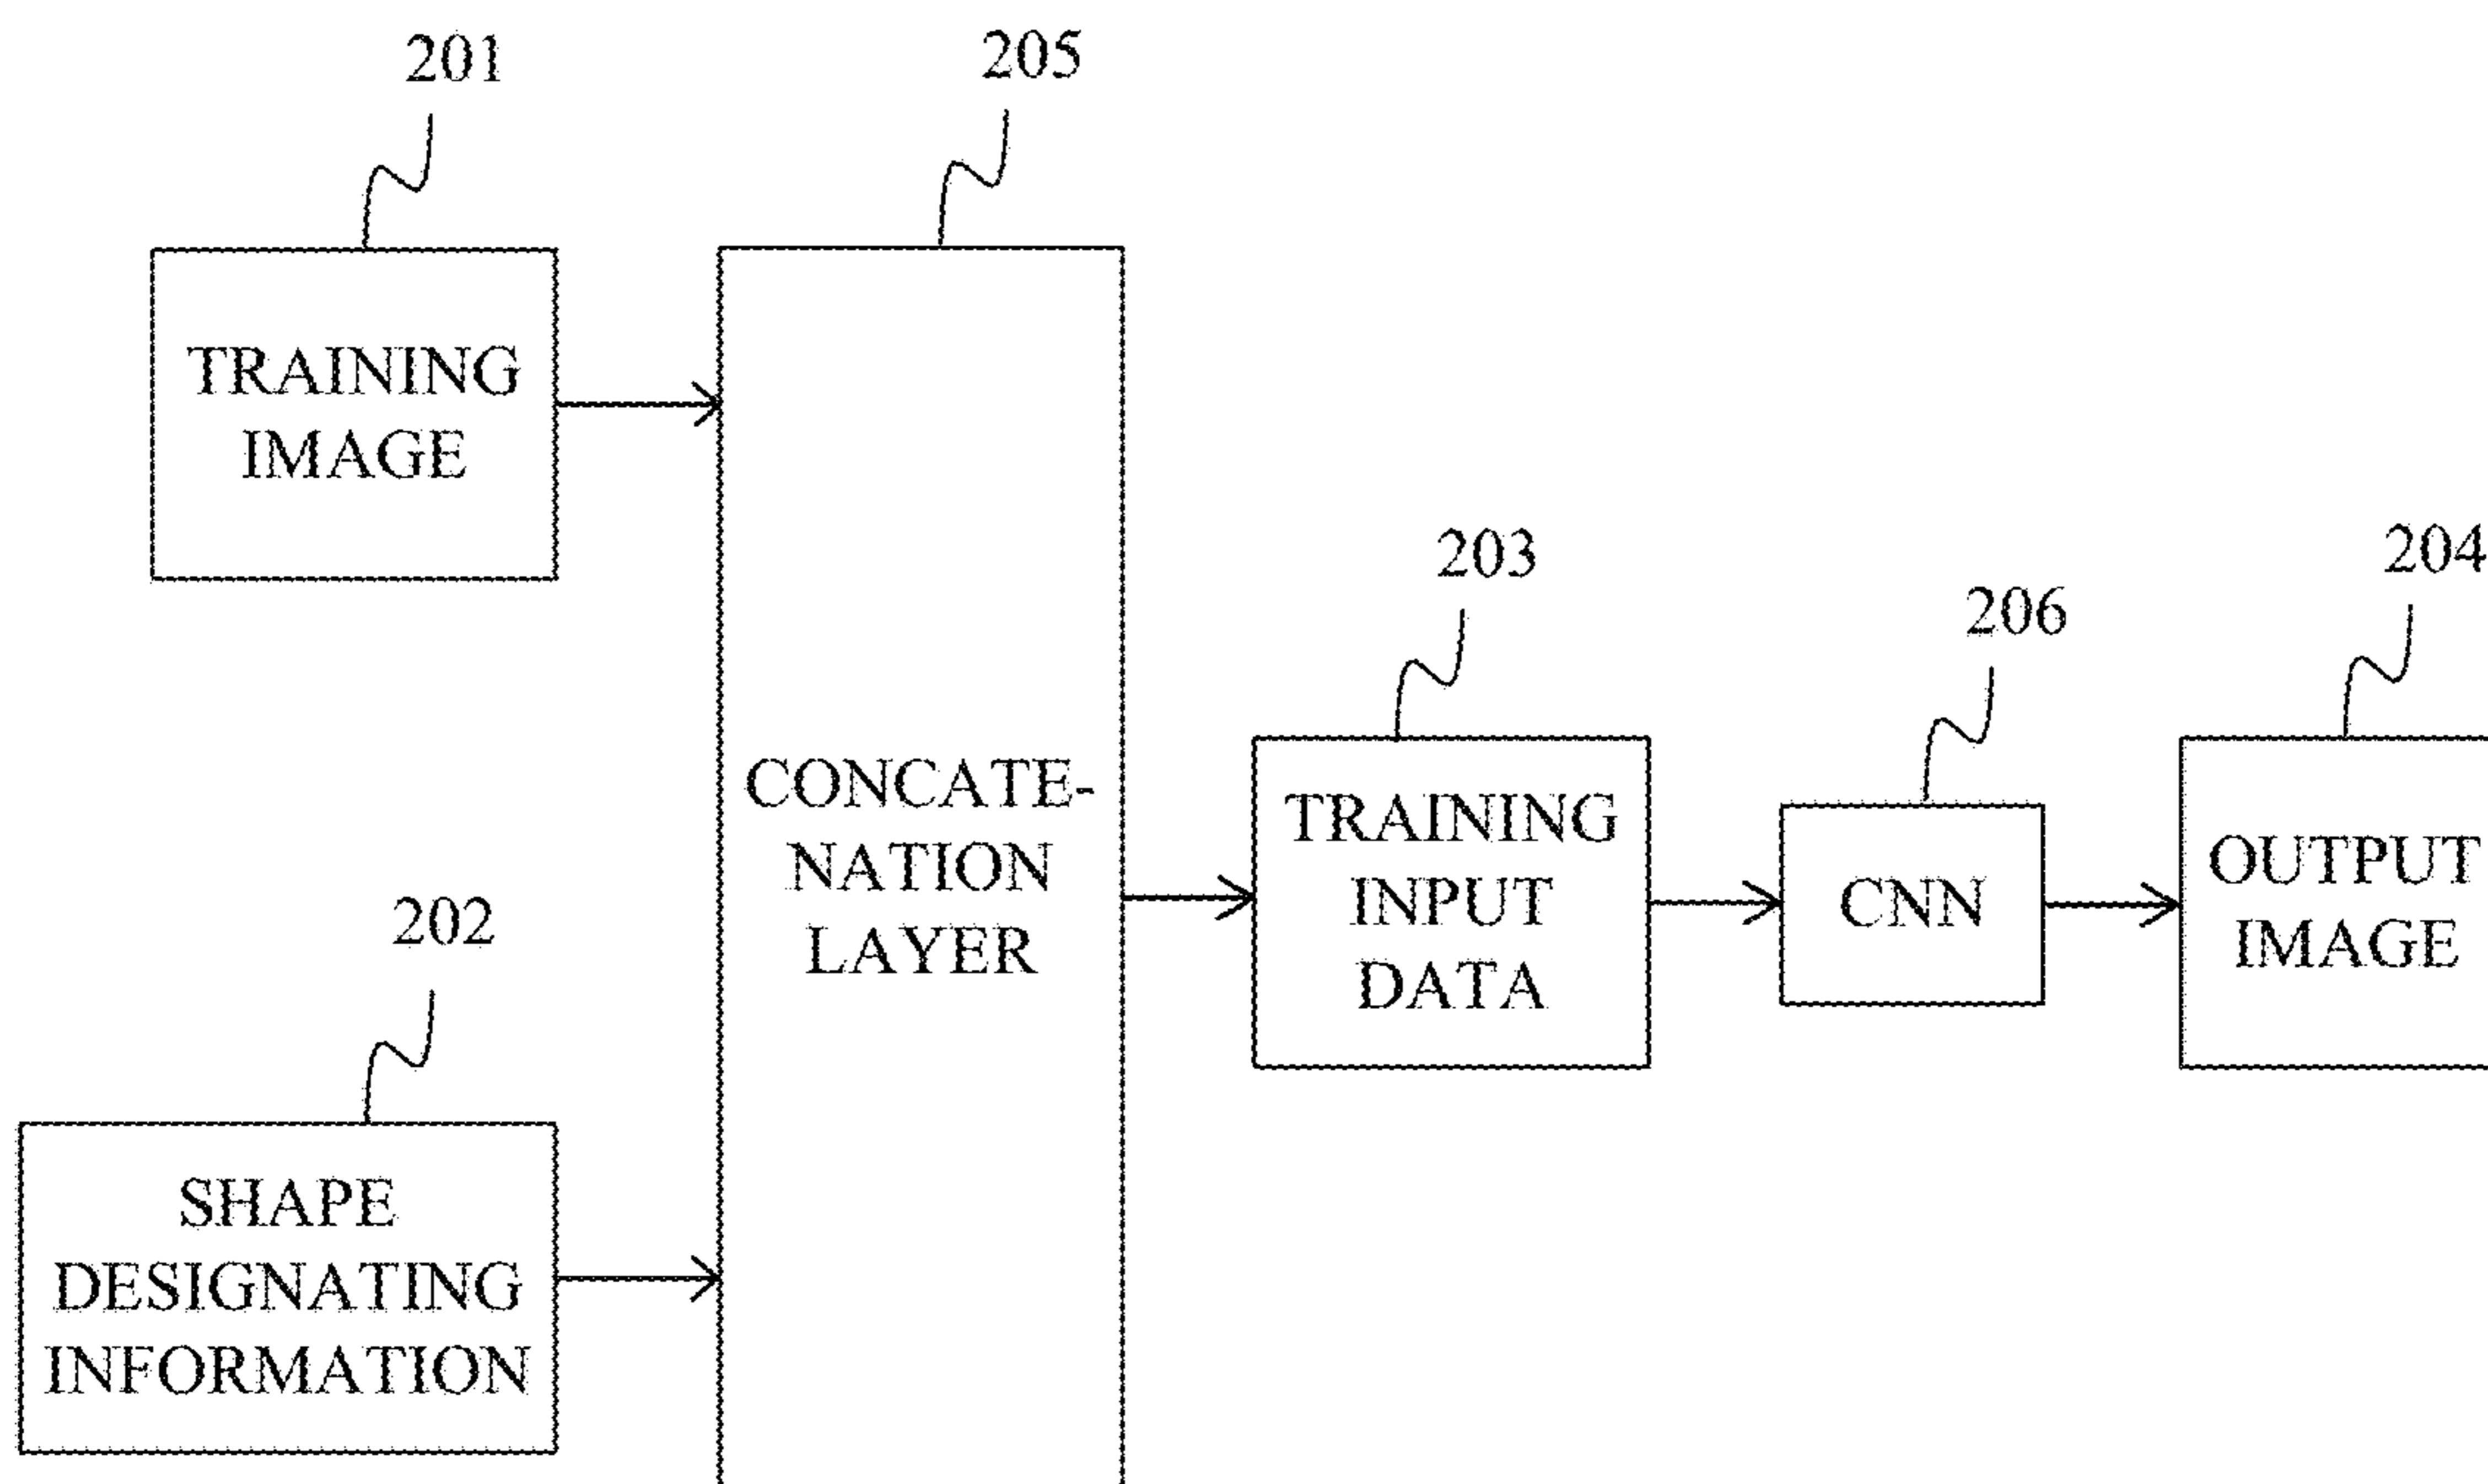 201
205
TRAINING
IMAGE
203
204
206
CONCATE-
NATION
LAYER
TRAINING
INPUT
DATA
CNN
OUTPUT
IMAGE
202
SHAPE
DESIGNATING
INFORMATION